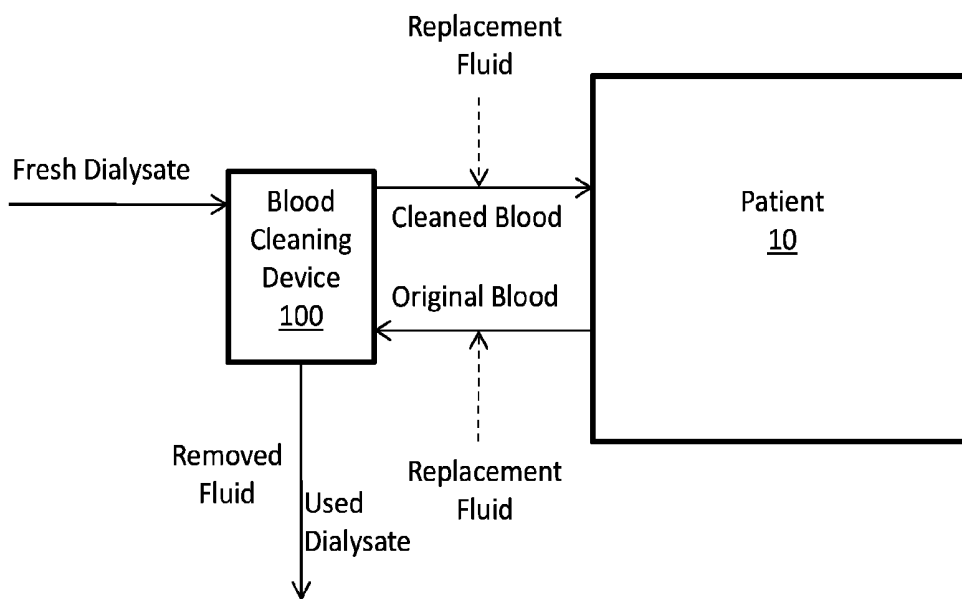 Replacement
Fluid
Fresh Dialysate
Blood
Cleaning
Device
100
Cleaned Blood
Patient
10
Original Blood
Removed
Fluid
Used
Dialysate
Replacement
Fluid